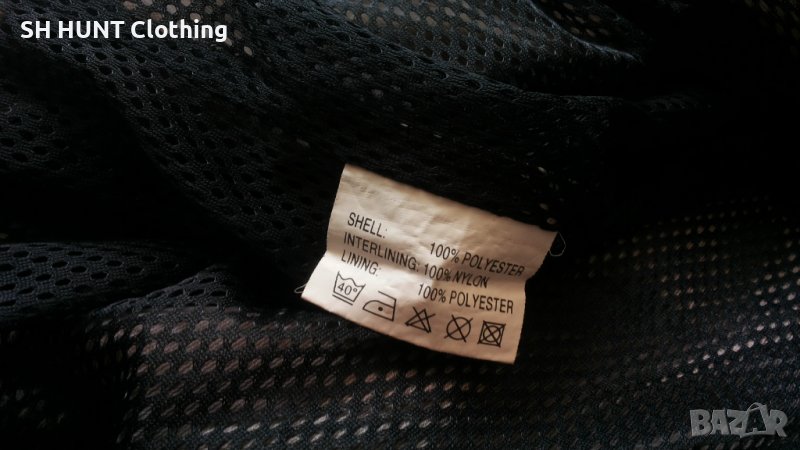 SH HUNT Clothing
SHELL: 100% POLYESTER
INTERLINING: 100% NYLON
LINING: 100% POLYESTER
40°
BAZAR